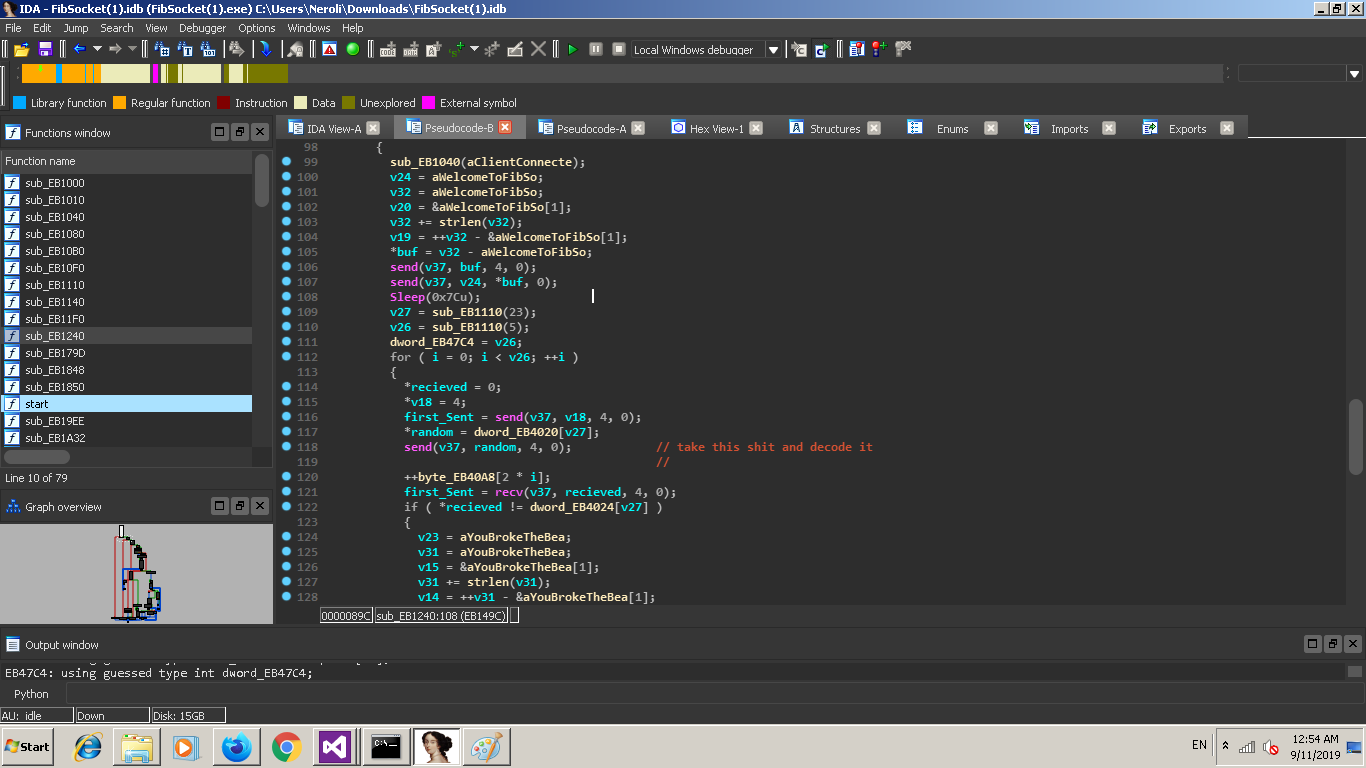 IDA - FibSocket(1).idb (FibSocket(1).exe) C:\Users\Neroli\Downloads\FibSocket(1).idb
File Edit Jump Search View Debugger Options Windows Help
Local Windows debugger
Library function Regular function Instruction Data Unexplored External symbol
Functions window
IDA View-A Pseudocode-B Pseudocode-A Hex View-1 Structures Enums Imports Exports
Function name
sub_EB1000
sub_EB1010
sub_EB1040
sub_EB1080
sub_EB10B0
sub_EB10F0
sub_EB1110
sub_EB1140
sub_EB11F0
sub_EB1240
sub_EB179D
sub_EB1848
sub_EB1850
start
sub_EB19EE
sub_EB1A32
Line 10 of 79
Graph overview
98 {
99 sub_EB1040(aClientConnecte);
100 v24 = aWelcomeToFibSo;
101 v32 = aWelcomeToFibSo;
102 v20 = &aWelcomeToFibSo[1];
103 v32 += strlen(v32);
104 v19 = ++v32 - &aWelcomeToFibSo[1];
105 *buf = v32 - aWelcomeToFibSo;
106 send(v37, buf, 4, 0);
107 send(v37, v24, *buf, 0);
108 Sleep(0x7Cu);
109 v27 = sub_EB1110(23);
110 v26 = sub_EB1110(5);
111 dword_EB47C4 = v26;
112 for ( i = 0; i < v26; ++i )
113 {
114 *recieved = 0;
115 *v18 = 4;
116 first_Sent = send(v37, v18, 4, 0);
117 *random = dword_EB4020[v27];
118 send(v37, random, 4, 0); // take this shit and decode it
119 //
120 ++byte_EB40A8[2 * i];
121 first_Sent = recv(v37, recieved, 4, 0);
122 if ( *recieved != dword_EB4024[v27] )
123 {
124 v23 = aYouBrokeTheBea;
125 v31 = aYouBrokeTheBea;
126 v15 = &aYouBrokeTheBea[1];
127 v31 += strlen(v31);
128 v14 = ++v31 - &aYouBrokeTheBea[1];
0000089C sub_EB1240:108 (EB149C)
Output window
EB47C4: using guessed type int dword_EB47C4;
Python
AU: idle Down Disk: 15GB
Start
EN
12:54 AM
9/11/2019